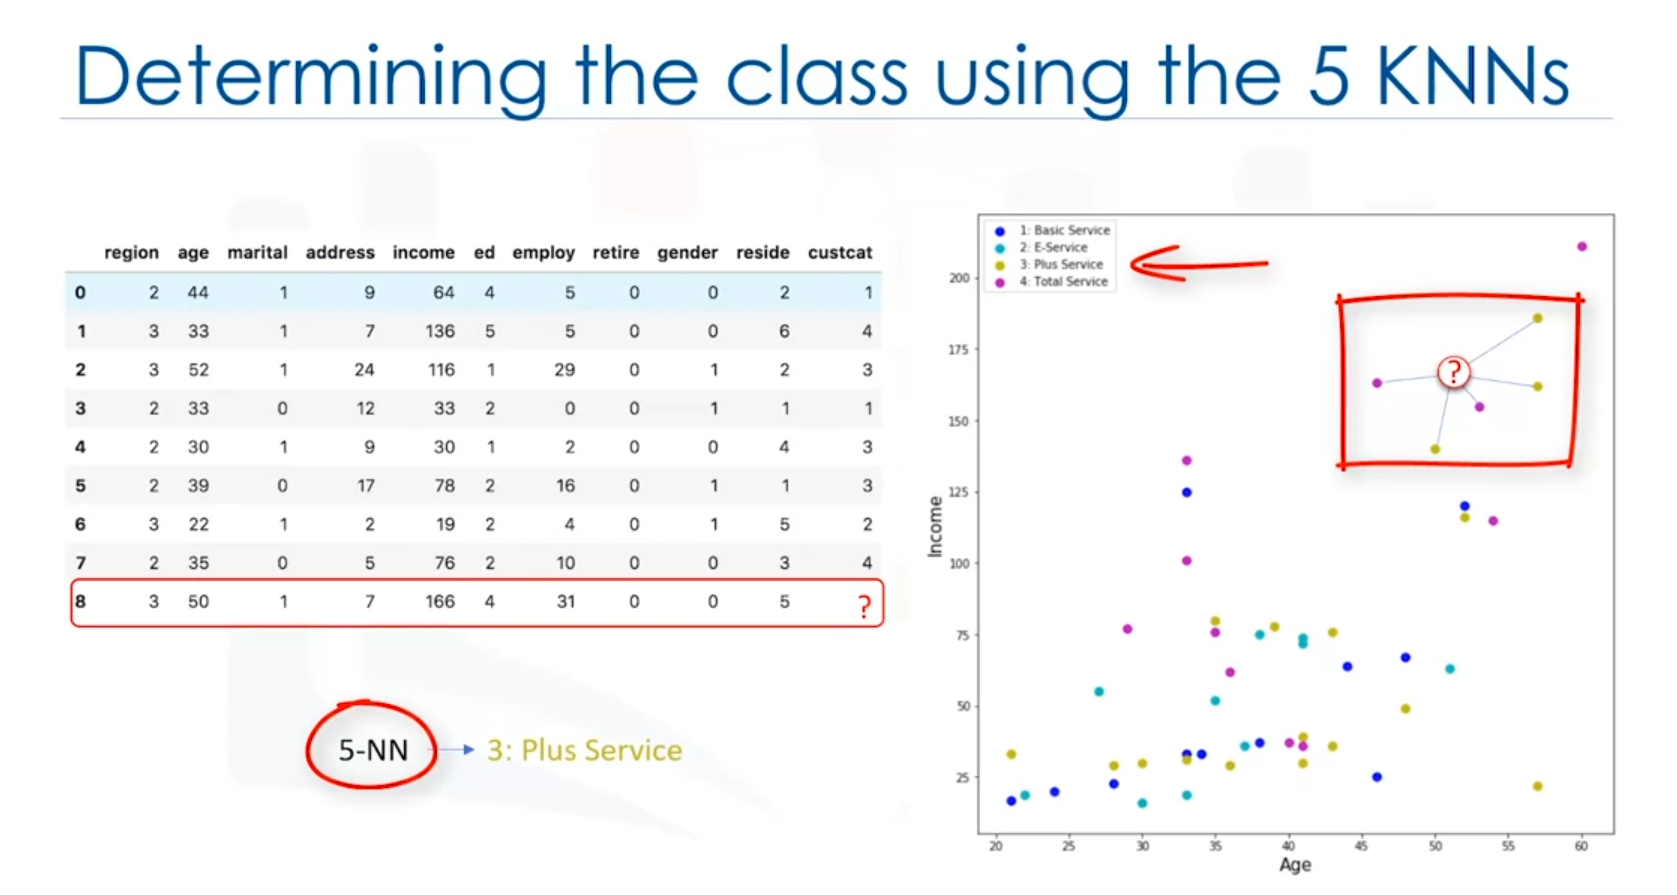 Determining the class using the 5 KNNs
region age marital address income ed employ retire gender reside custcat
0 2 44 1 9 64 4 5 0 0 2 1
1 3 33 1 7 136 5 5 0 0 6 4
2 3 52 1 24 116 1 29 0 1 2 3
3 2 33 0 12 33 2 0 0 1 1 1
4 2 30 1 9 30 1 2 0 0 4 3
5 2 39 0 17 78 2 16 0 1 1 3
6 3 22 1 2 19 2 4 0 1 5 2
7 2 35 0 5 76 2 10 0 0 3 4
8 3 50 1 7 166 4 31 0 0 5 ?
5-NN 3: Plus Service
1: Basic Service
2: E-Service
3: Plus Service
4: Total Service
?
200
175
150
125
100
75
50
25
Income
20 25 30 35 40 45 50 55 60
Age